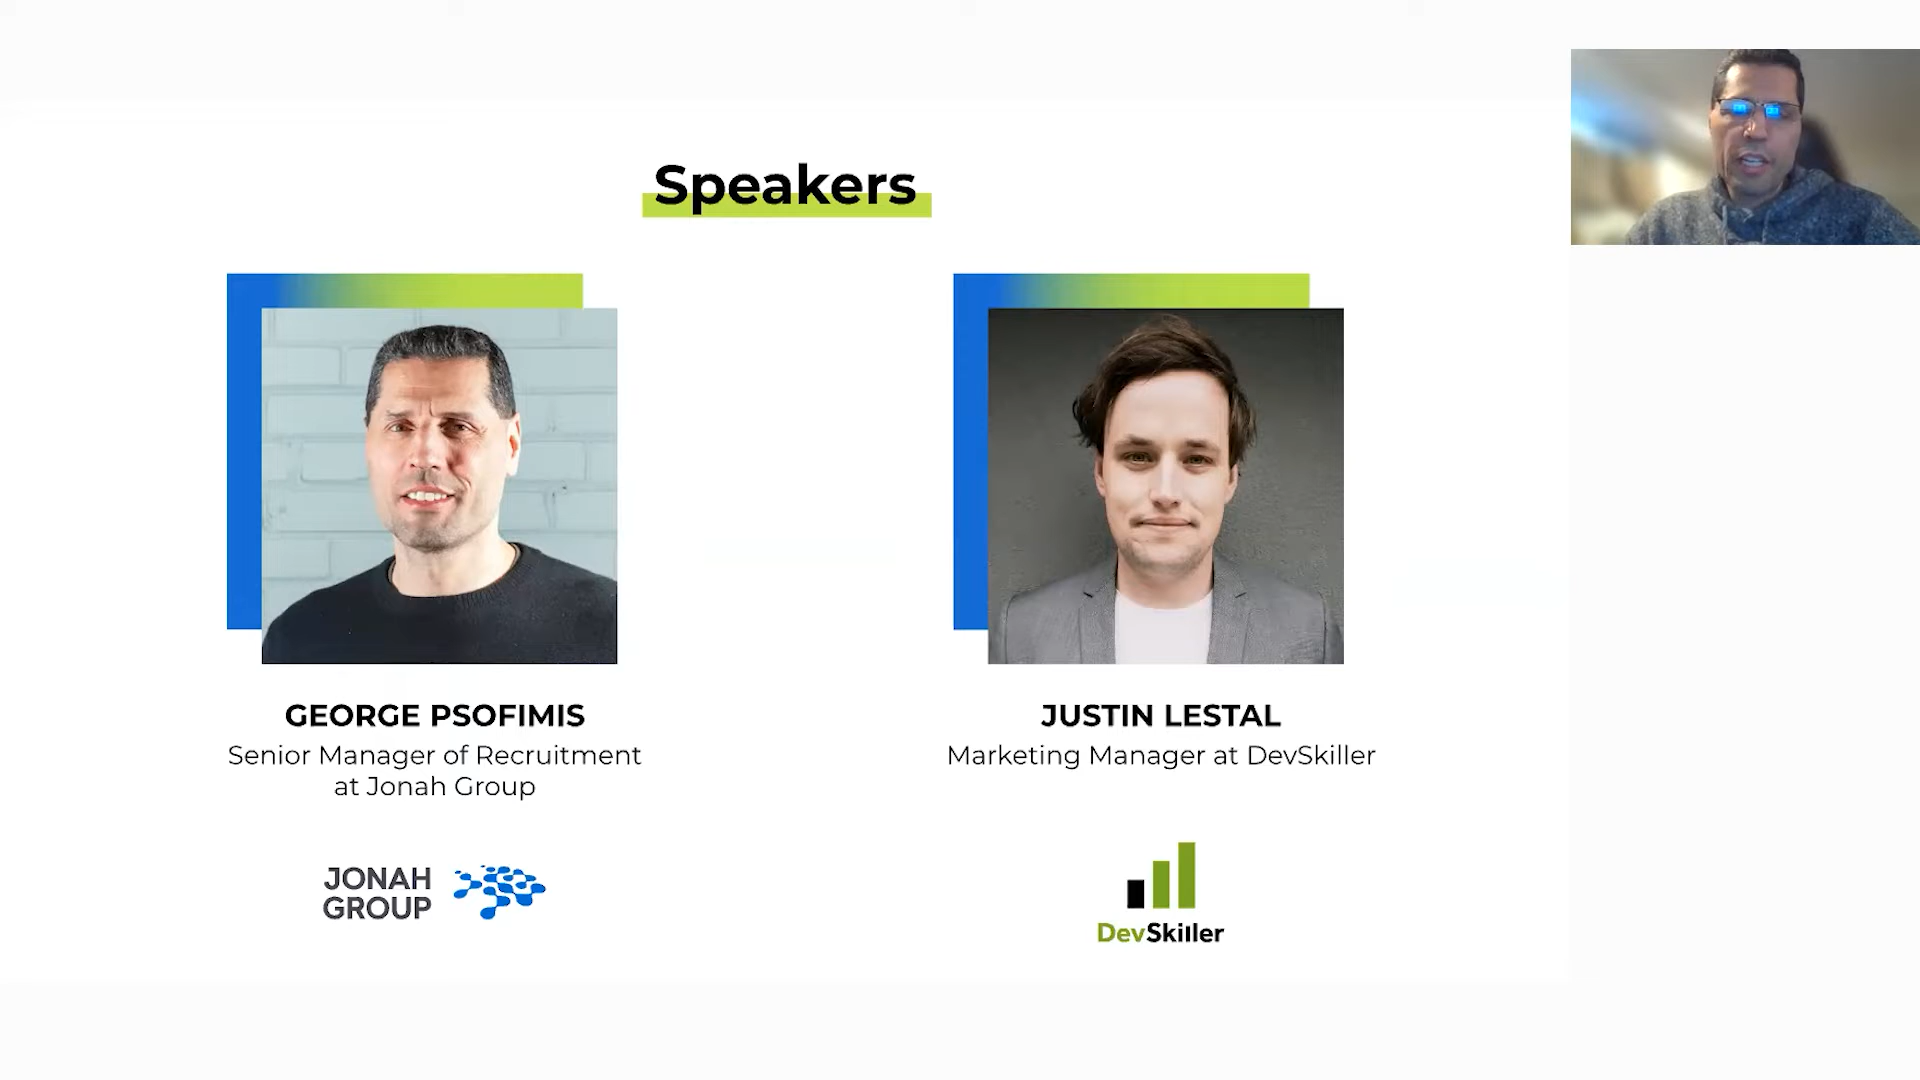 Speakers
GEORGE PSOFIMIS
Senior Manager of Recruitment
at Jonah Group
JONAH
GROUP
JUSTIN LESTAL
Marketing Manager at DevSkiller
DevSkiller